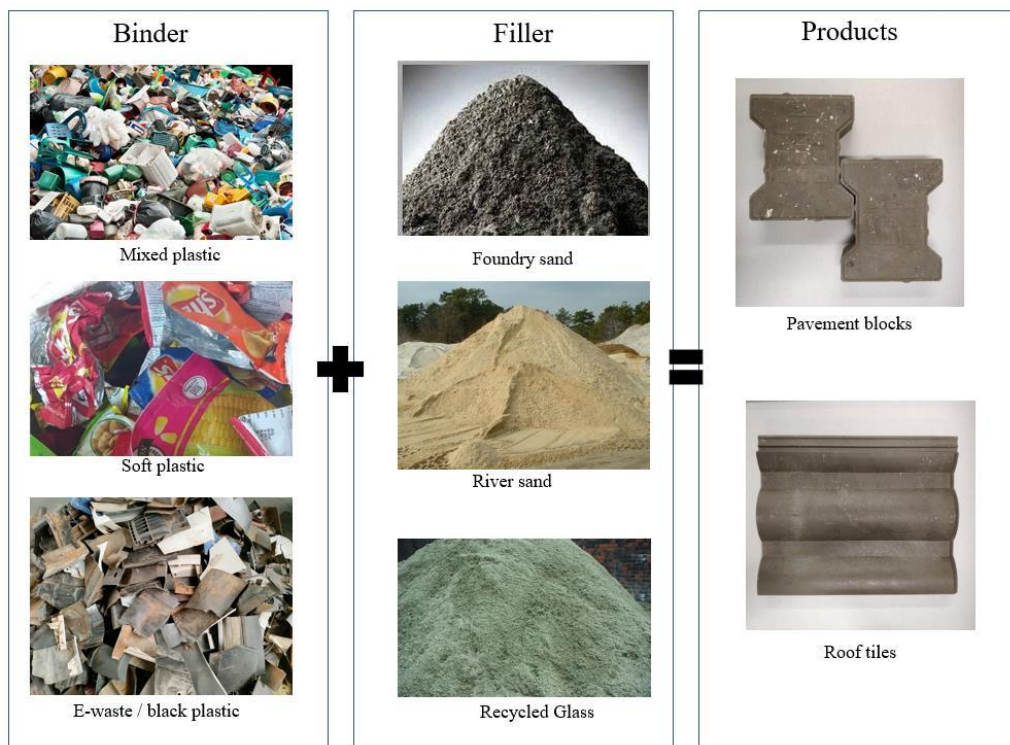 Binder
Mixed plastic
Soft plastic
E-waste / black plastic
Filler
Foundry sand
River sand
Recycled Glass
Products
Pavement blocks
Roof tiles